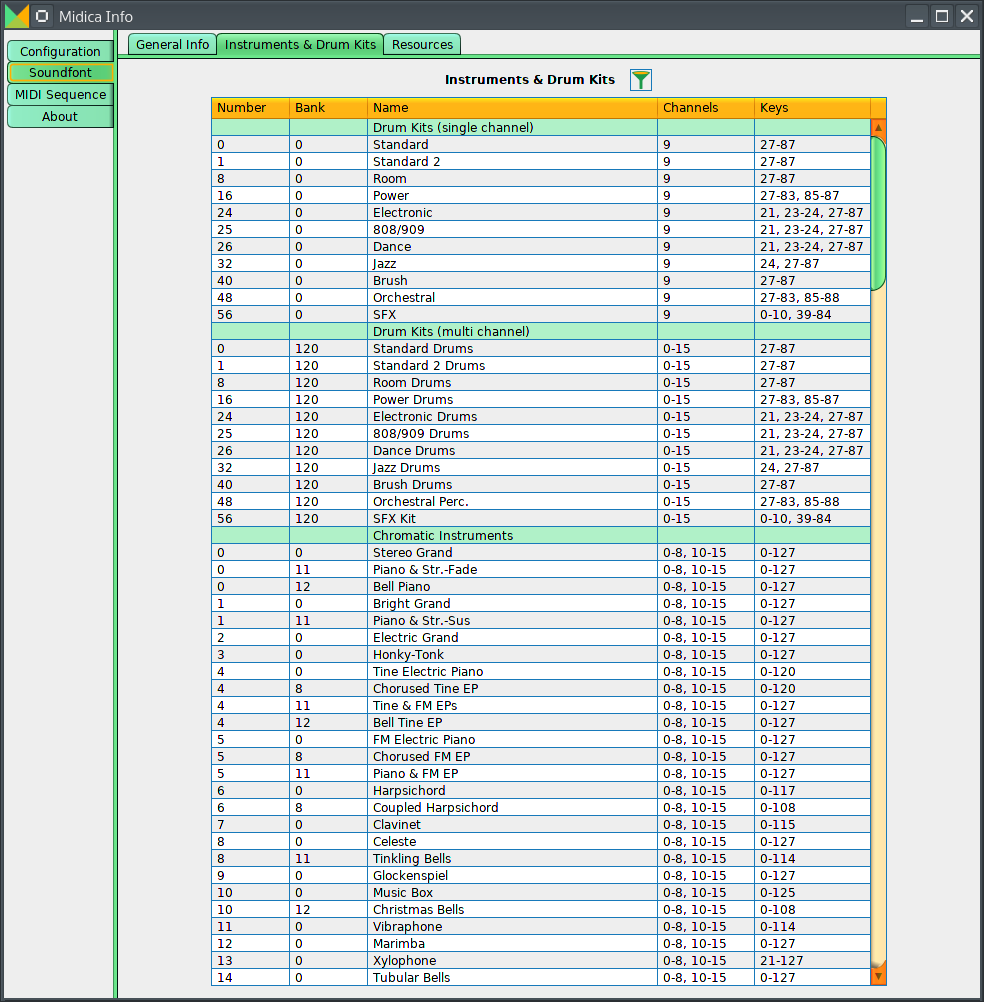 Midica Info
Configuration
Soundfont
MIDI Sequence
About
General Info Instruments & Drum Kits Resources
Instruments & Drum Kits
Number Bank Name Channels Keys
Drum Kits (single channel)
0 0 Standard 9 27-87
1 0 Standard 2 9 27-87
8 0 Room 9 27-87
16 0 Power 9 27-83, 85-87
24 0 Electronic 9 21, 23-24, 27-87
25 0 808/909 9 21, 23-24, 27-87
26 0 Dance 9 21, 23-24, 27-87
32 0 Jazz 9 24, 27-87
40 0 Brush 9 27-87
48 0 Orchestral 9 27-83, 85-88
56 0 SFX 9 0-10, 39-84
Drum Kits (multi channel)
0 120 Standard Drums 0-15 27-87
1 120 Standard 2 Drums 0-15 27-87
8 120 Room Drums 0-15 27-87
16 120 Power Drums 0-15 27-83, 85-87
24 120 Electronic Drums 0-15 21, 23-24, 27-87
25 120 808/909 Drums 0-15 21, 23-24, 27-87
26 120 Dance Drums 0-15 21, 23-24, 27-87
32 120 Jazz Drums 0-15 24, 27-87
40 120 Brush Drums 0-15 27-87
48 120 Orchestral Perc. 0-15 27-83, 85-88
56 120 SFX Kit 0-15 0-10, 39-84
Chromatic Instruments
0 0 Stereo Grand 0-8, 10-15 0-127
0 11 Piano & Str.-Fade 0-8, 10-15 0-127
0 12 Bell Piano 0-8, 10-15 0-127
1 0 Bright Grand 0-8, 10-15 0-127
1 11 Piano & Str.-Sus 0-8, 10-15 0-127
2 0 Electric Grand 0-8, 10-15 0-127
3 0 Honky-Tonk 0-8, 10-15 0-127
4 0 Tine Electric Piano 0-8, 10-15 0-120
4 8 Chorused Tine EP 0-8, 10-15 0-120
4 11 Tine & FM EPs 0-8, 10-15 0-127
4 12 Bell Tine EP 0-8, 10-15 0-127
5 0 FM Electric Piano 0-8, 10-15 0-127
5 8 Chorused FM EP 0-8, 10-15 0-127
5 11 Piano & FM EP 0-8, 10-15 0-127
6 0 Harpsichord 0-8, 10-15 0-117
6 8 Coupled Harpsichord 0-8, 10-15 0-108
7 0 Clavinet 0-8, 10-15 0-115
8 0 Celeste 0-8, 10-15 0-127
8 11 Tinkling Bells 0-8, 10-15 0-114
9 0 Glockenspiel 0-8, 10-15 0-127
10 0 Music Box 0-8, 10-15 0-125
10 12 Christmas Bells 0-8, 10-15 0-108
11 0 Vibraphone 0-8, 10-15 0-114
12 0 Marimba 0-8, 10-15 0-127
13 0 Xylophone 0-8, 10-15 21-127
14 0 Tubular Bells 0-8, 10-15 0-127